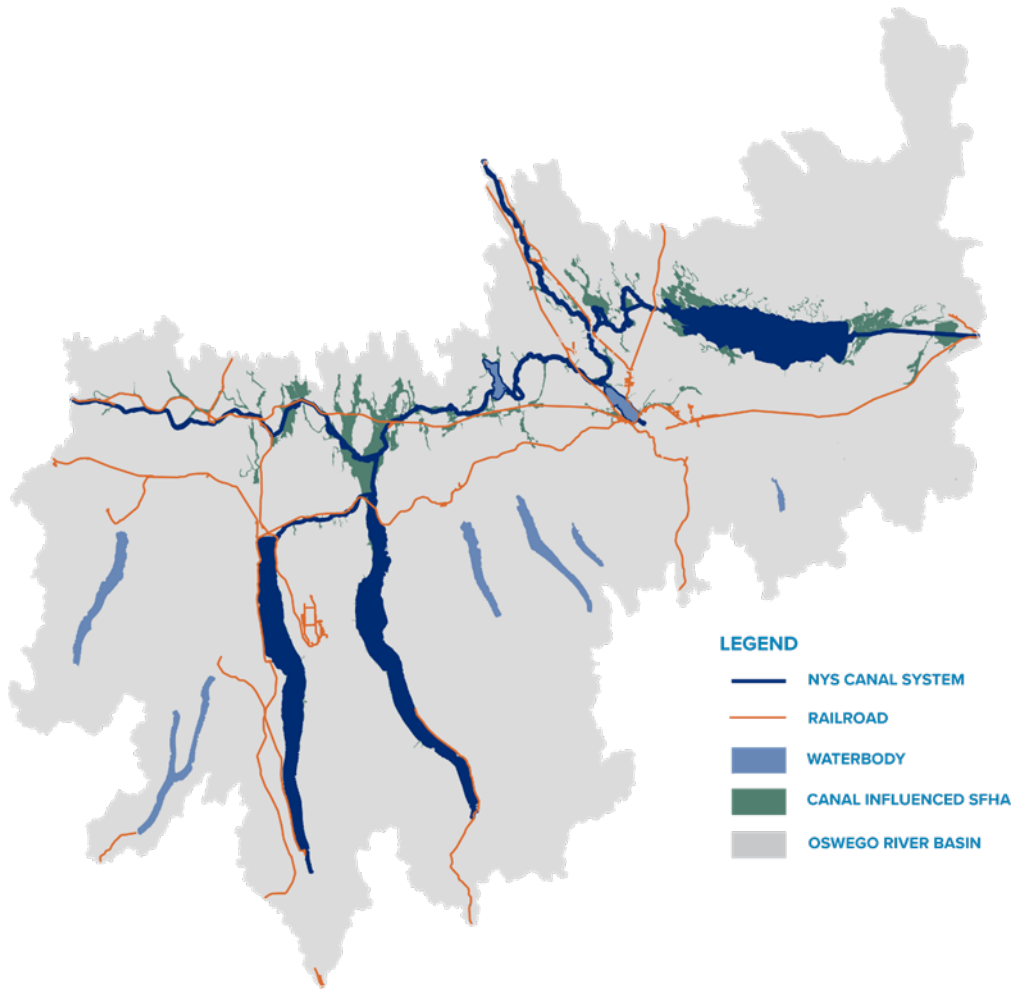 LEGEND
NYS CANAL SYSTEM
RAILROAD
WATERBODY
CANAL INFLUENCED SFHA
OSWEGO RIVER BASIN